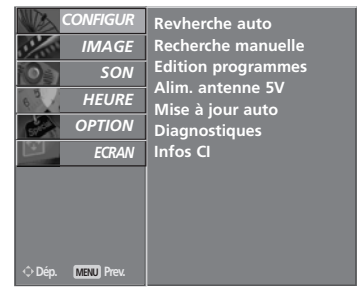 CONFIGUR
IMAGE
SON
HEURE
OPTION
ECRAN
Dép. MENU Prev.
Revherche auto
Recherche manuelle
Edition programmes
Alim. antenne 5V
Mise à jour auto
Diagnostiques
Infos CI